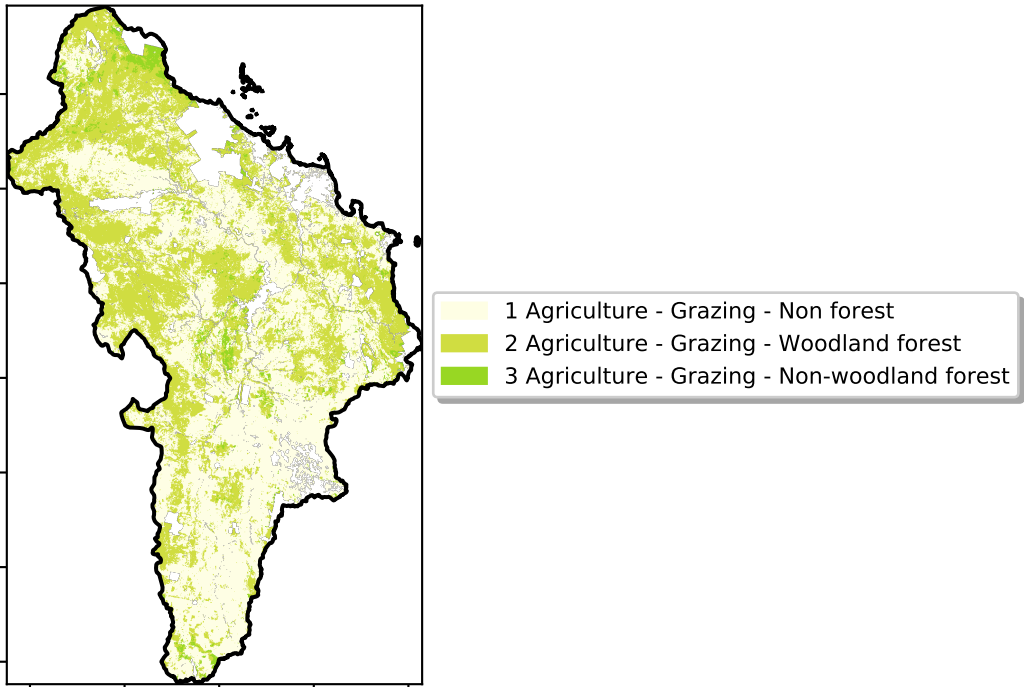 1 Agriculture - Grazing - Non forest
2 Agriculture - Grazing - Woodland forest
3 Agriculture - Grazing - Non-woodland forest